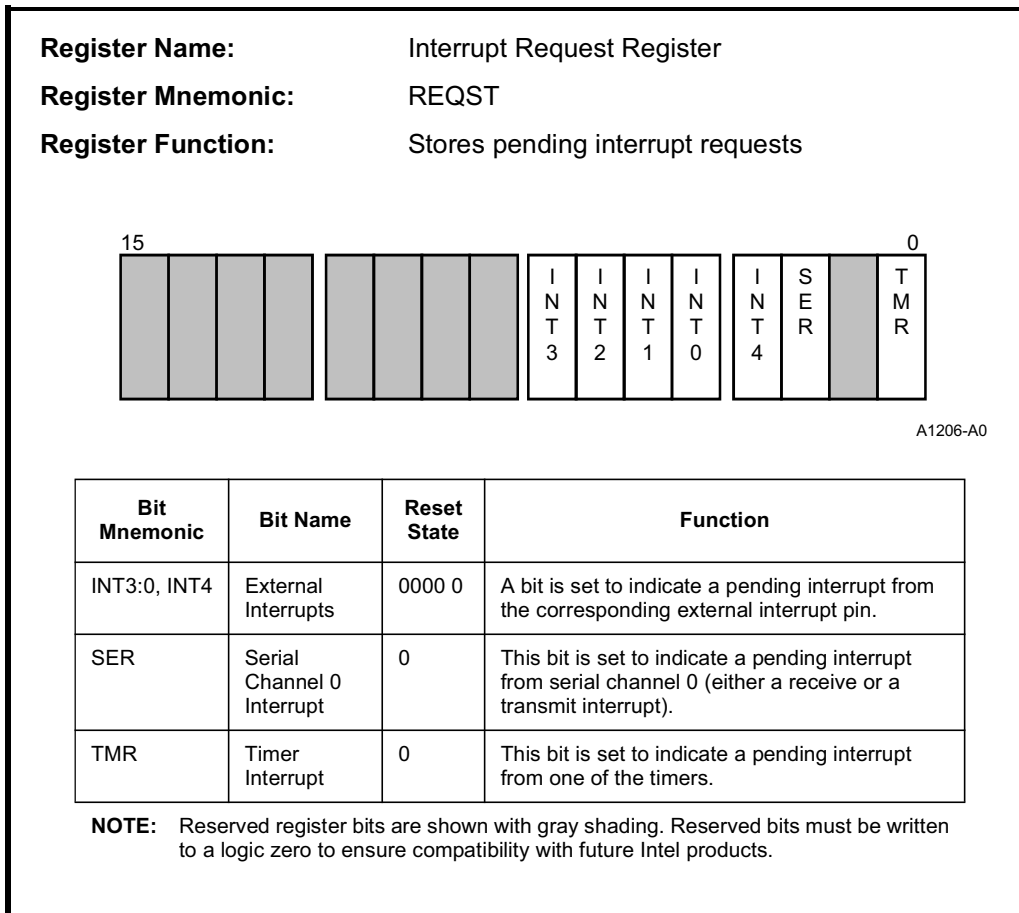 Register Name: Interrupt Request Register
Register Mnemonic: REQST
Register Function: Stores pending interrupt requests
15 0
INT3 INT2 INT1 INT0 INT4 SER TMR
A1206-A0
Bit Mnemonic Bit Name Reset State Function
INT3:0, INT4 External Interrupts 0000 0 A bit is set to indicate a pending interrupt from
the corresponding external interrupt pin.
SER Serial Channel 0 Interrupt 0 This bit is set to indicate a pending interrupt
from serial channel 0 (either a receive or a
transmit interrupt).
TMR Timer Interrupt 0 This bit is set to indicate a pending interrupt
from one of the timers.
NOTE: Reserved register bits are shown with gray shading. Reserved bits must be written
to a logic zero to ensure compatibility with future Intel products.